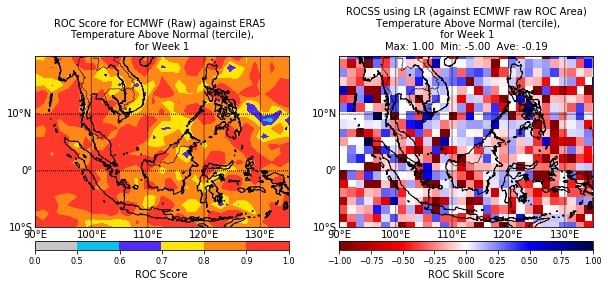 ROC Score for ECMWF (Raw) against ERA5
Temperature Above Normal (tercile),
for Week 1
10°N
0°
10°S
90°E 100°E 110°E 120°E 130°E
0.0 0.5 0.6 0.7 0.8 0.9 1.0
ROC Score
ROCSS using LR (against ECMWF raw ROC Area)
Temperature Above Normal (tercile),
for Week 1
Max: 1.00 Min: -5.00 Ave: -0.19
10°N
0°
10°S
90°E 100°E 110°E 120°E 130°E
−1.00 −0.75 −0.50 −0.25 0.00 0.25 0.50 0.75 1.00
ROC Skill Score